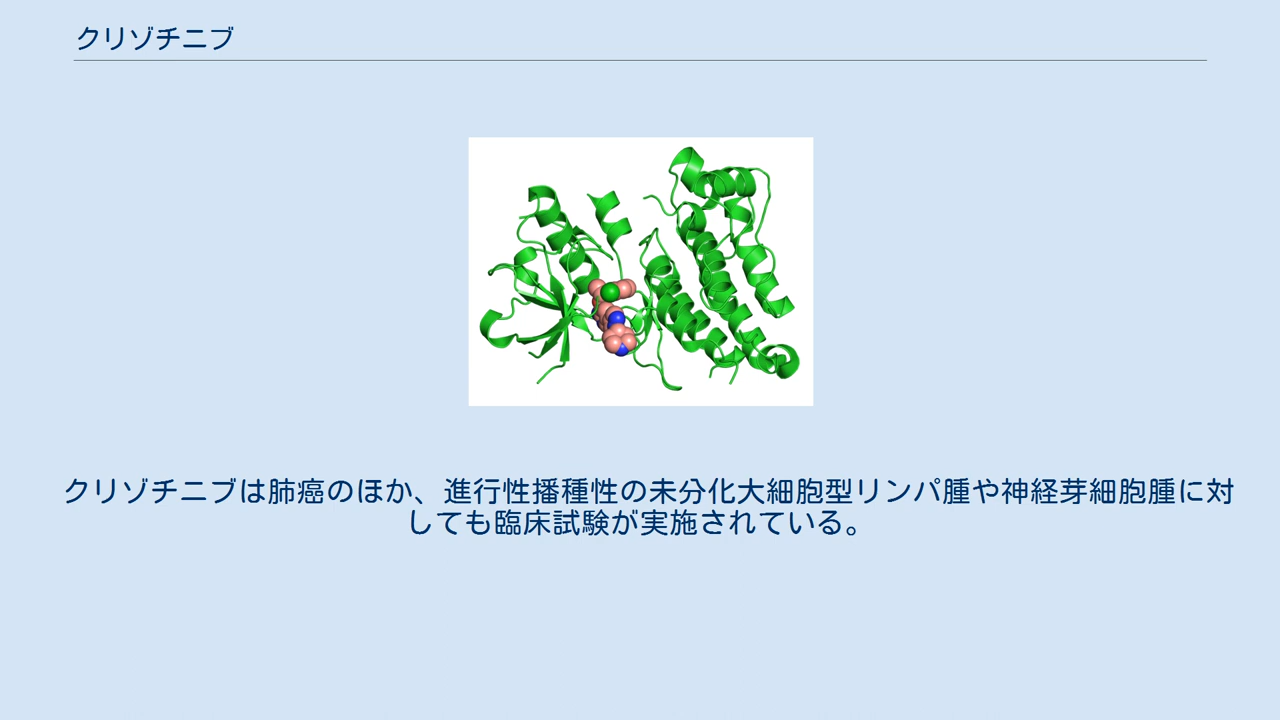 クリゾチニブ
クリゾチニブは肺癌のほか、進行性播種性の未分化大細胞型リンパ腫や神経芽細胞腫に対
しても臨床試験が実施されている。